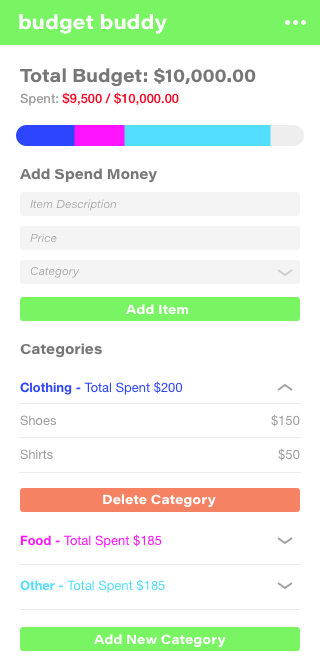 budget buddy
Total Budget: $10,000.00
Spent: $9,500 / $10,000.00
Add Spend Money
Item Description
Price
Category
Add Item
Categories
Clothing - Total Spent $200
Shoes $150
Shirts $50
Delete Category
Food - Total Spent $185
Other - Total Spent $185
Add New Category